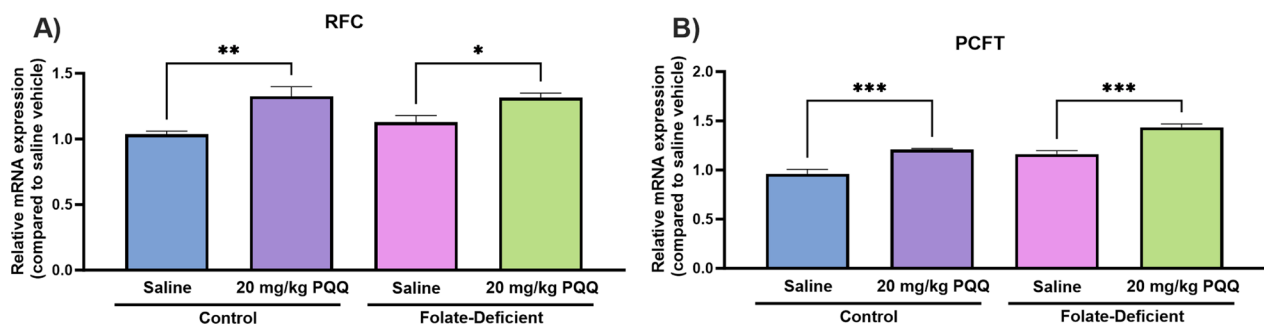 A)
RFC
Relative mRNA expression
(compared to saline vehicle)
1.5
1.0
0.5
0.0
**
*
Saline
20 mg/kg PQQ
Saline
20 mg/kg PQQ
Control
Folate-Deficient
B)
PCFT
Relative mRNA expression
(compared to saline vehicle)
2.0
1.5
1.0
0.5
0.0
***
***
Saline
20 mg/kg PQQ
Saline
20 mg/kg PQQ
Control
Folate-Deficient